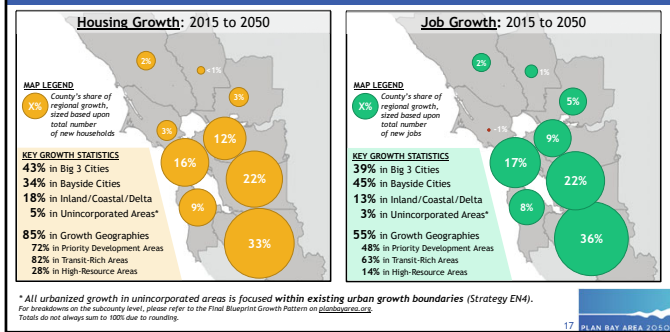 Housing Growth: 2015 to 2050
2%
<1%
3%
3%
12%
16%
22%
9%
33%
MAP LEGEND
X%
County's share of
regional growth,
sized based upon
total number
of new households
KEY GROWTH STATISTICS
43% in Big 3 Cities
34% in Bayside Cities
18% in Inland/Coastal/Delta
5% in Unincorporated Areas*
85% in Growth Geographies
72% in Priority Development Areas
82% in Transit-Rich Areas
28% in High-Resource Areas
Job Growth: 2015 to 2050
2%
1%
5%
-1%
9%
17%
22%
8%
36%
MAP LEGEND
X%
County's share of
regional growth,
sized based upon
total number of
new jobs
KEY GROWTH STATISTICS
39% in Big 3 Cities
45% in Bayside Cities
13% in Inland/Coastal/Delta
3% in Unincorporated Areas*
55% in Growth Geographies
48% in Priority Development Areas
63% in Transit-Rich Areas
14% in High-Resource Areas
* All urbanized growth in unincorporated areas is focused within existing urban growth boundaries (Strategy EN4).
For breakdowns on the subcounty level, please refer to the Final Blueprint Growth Pattern on planbayarea.org.
Totals do not always sum to 100% due to rounding.
17
PLAN BAY AREA 2050